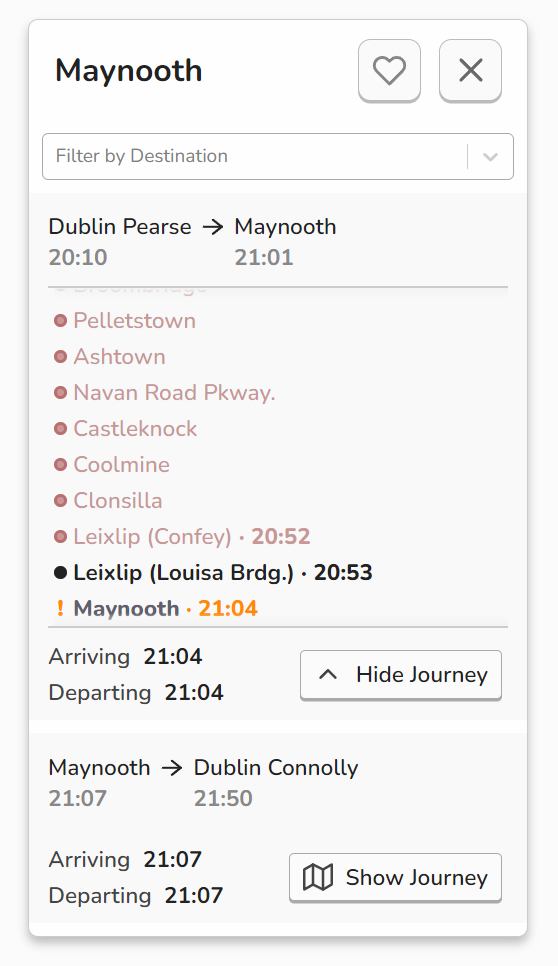 Maynooth
Filter by Destination
Dublin Pearse → Maynooth
20:10 21:01
Pelletstown
Ashtown
Navan Road Pkway.
Castleknock
Coolmine
Clonsilla
Leixlip (Confey) · 20:52
Leixlip (Louisa Brdg.) · 20:53
! Maynooth · 21:04
Arriving 21:04
Departing 21:04
Hide Journey
Maynooth → Dublin Connolly
21:07 21:50
Arriving 21:07
Departing 21:07
Show Journey